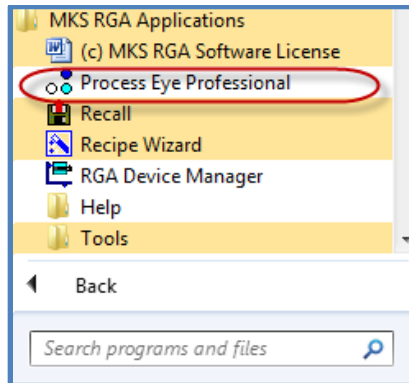 MKS RGA Applications
(c) MKS RGA Software License
Process Eye Professional
Recall
Recipe Wizard
RGA Device Manager
Help
Tools
Back
Search programs and files